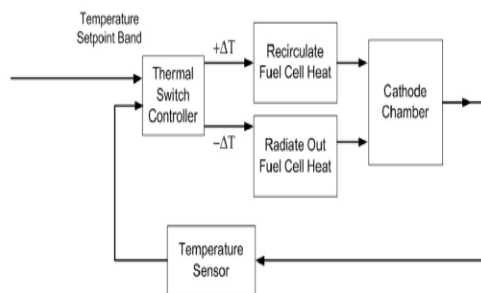 Temperature
Setpoint Band
Thermal
Switch
Controller
+ΔT
−ΔT
Recirculate
Fuel Cell Heat
Radiate Out
Fuel Cell Heat
Cathode
Chamber
Temperature
Sensor